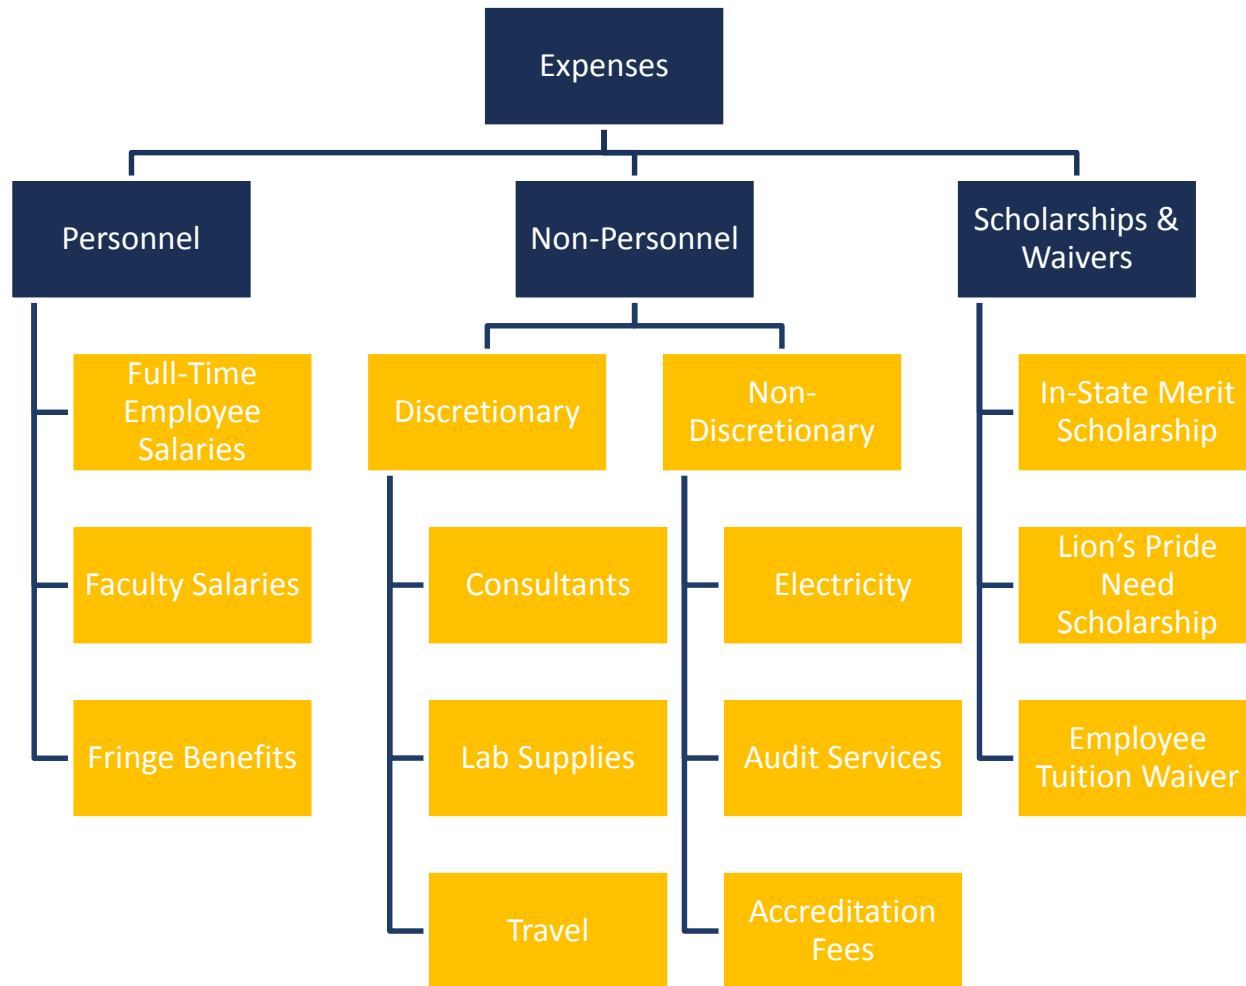 Expenses
Personnel
Non-Personnel
Scholarships &
Waivers
Full-Time
Employee
Salaries
Faculty Salaries
Fringe Benefits
Discretionary
Consultants
Lab Supplies
Travel
Non-
Discretionary
Electricity
Audit Services
Accreditation
Fees
In-State Merit
Scholarship
Lion’s Pride
Need
Scholarship
Employee
Tuition Waiver